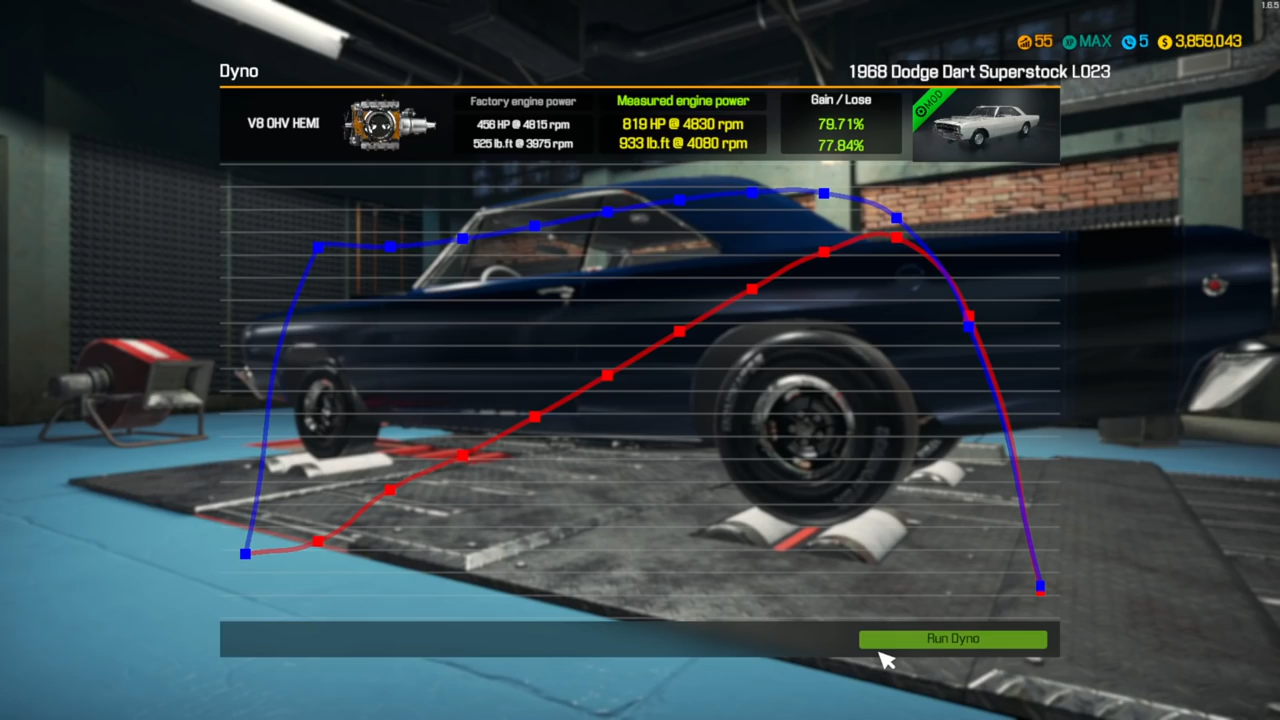 1.6.5
55 XP MAX 5 $ 3,859,043
Dyno
1968 Dodge Dart Superstock LO23
V8 OHV HEMI
Factory engine power
456 HP @ 4815 rpm
525 lb.ft @ 3975 rpm
Measured engine power
819 HP @ 4830 rpm
933 lb.ft @ 4080 rpm
Gain / Lose
79.71%
77.84%
MOD
Run Dyno